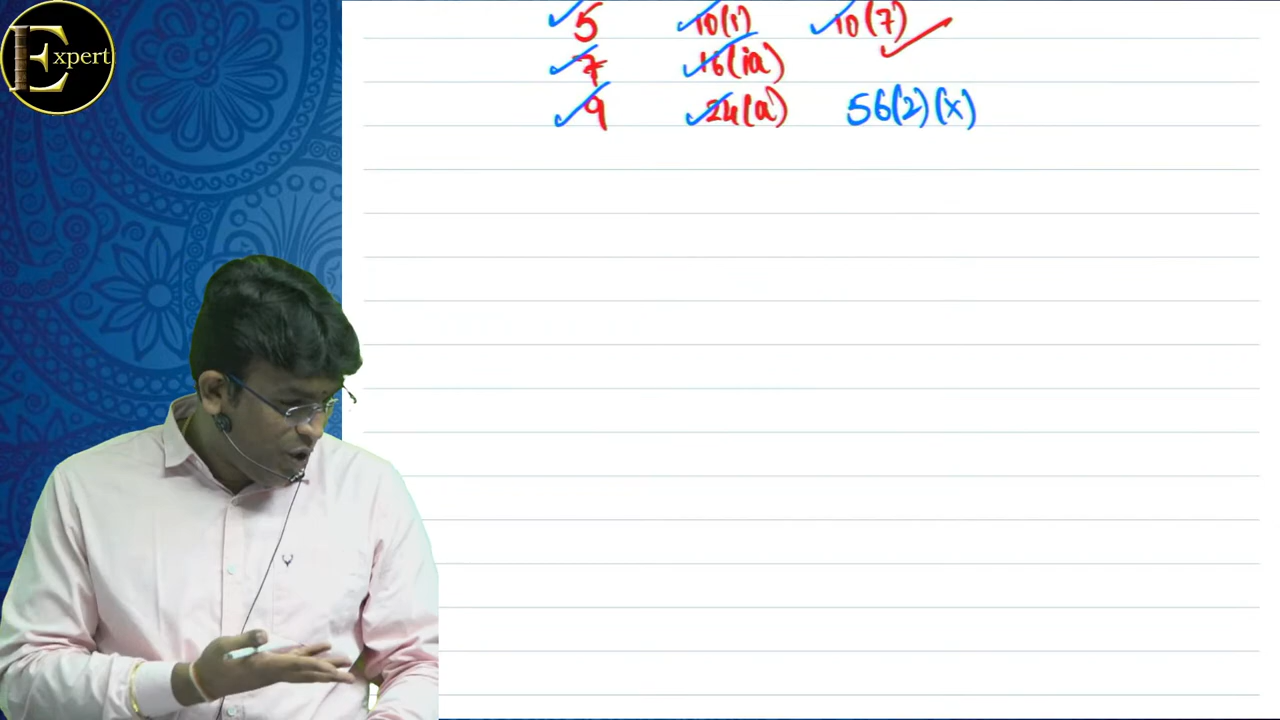 Expert
5 10(i) 10(7)
7 16(ia)
9 24(a) 56(2)(x)